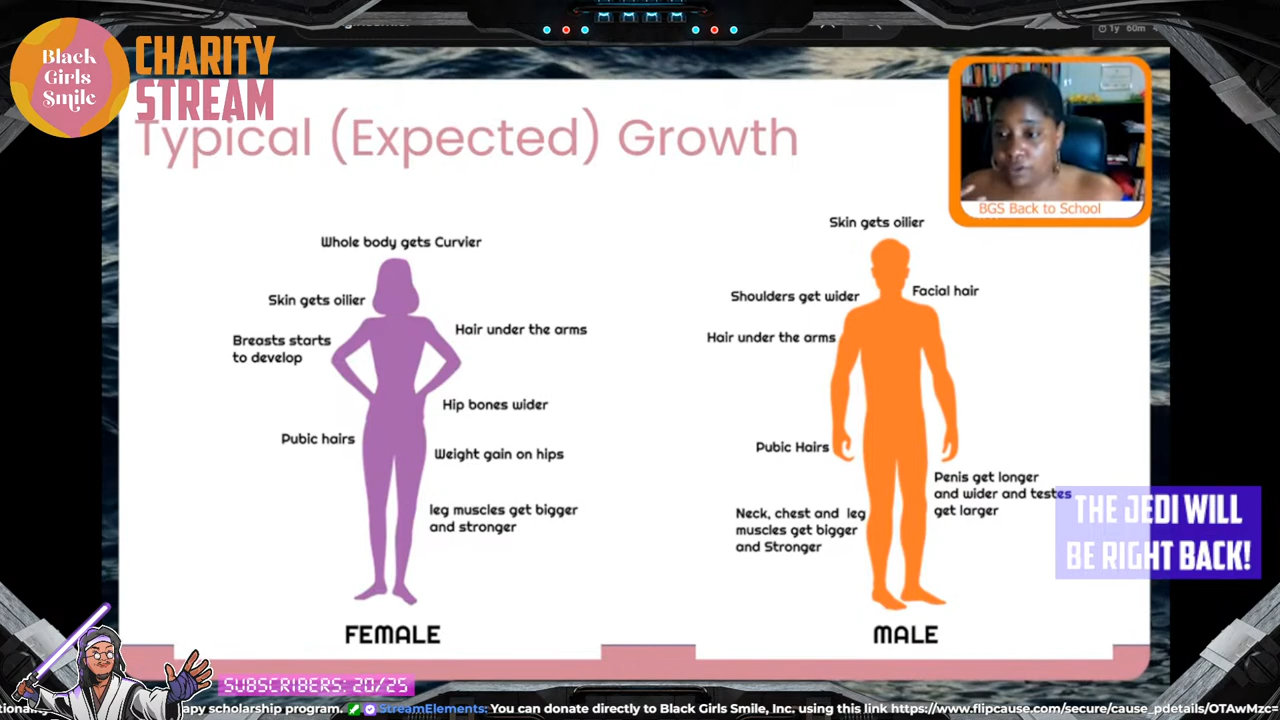 Black
Girls
Smile
CHARITY
STREAM
1y 60m
Typical (Expected) Growth
BGS Back to School
Whole body gets Curvier
Skin gets oilier
Breasts starts
to develop
Hair under the arms
Hip bones wider
Pubic hairs
Weight gain on hips
leg muscles get bigger
and stronger
FEMALE
Skin gets oilier
Shoulders get wider
Facial hair
Hair under the arms
Pubic Hairs
Penis get longer
and wider and testes
get larger
Neck, chest and leg
muscles get bigger
and Stronger
MALE
THE JEDI WILL
BE RIGHT BACK!
SUBSCRIBERS: 20/25
apy scholarship program. StreamElements: You can donate directly to Black Girls Smile, Inc. using this link https://www.flipcause.com/secure/cause_pdetails/OTAwMzc=